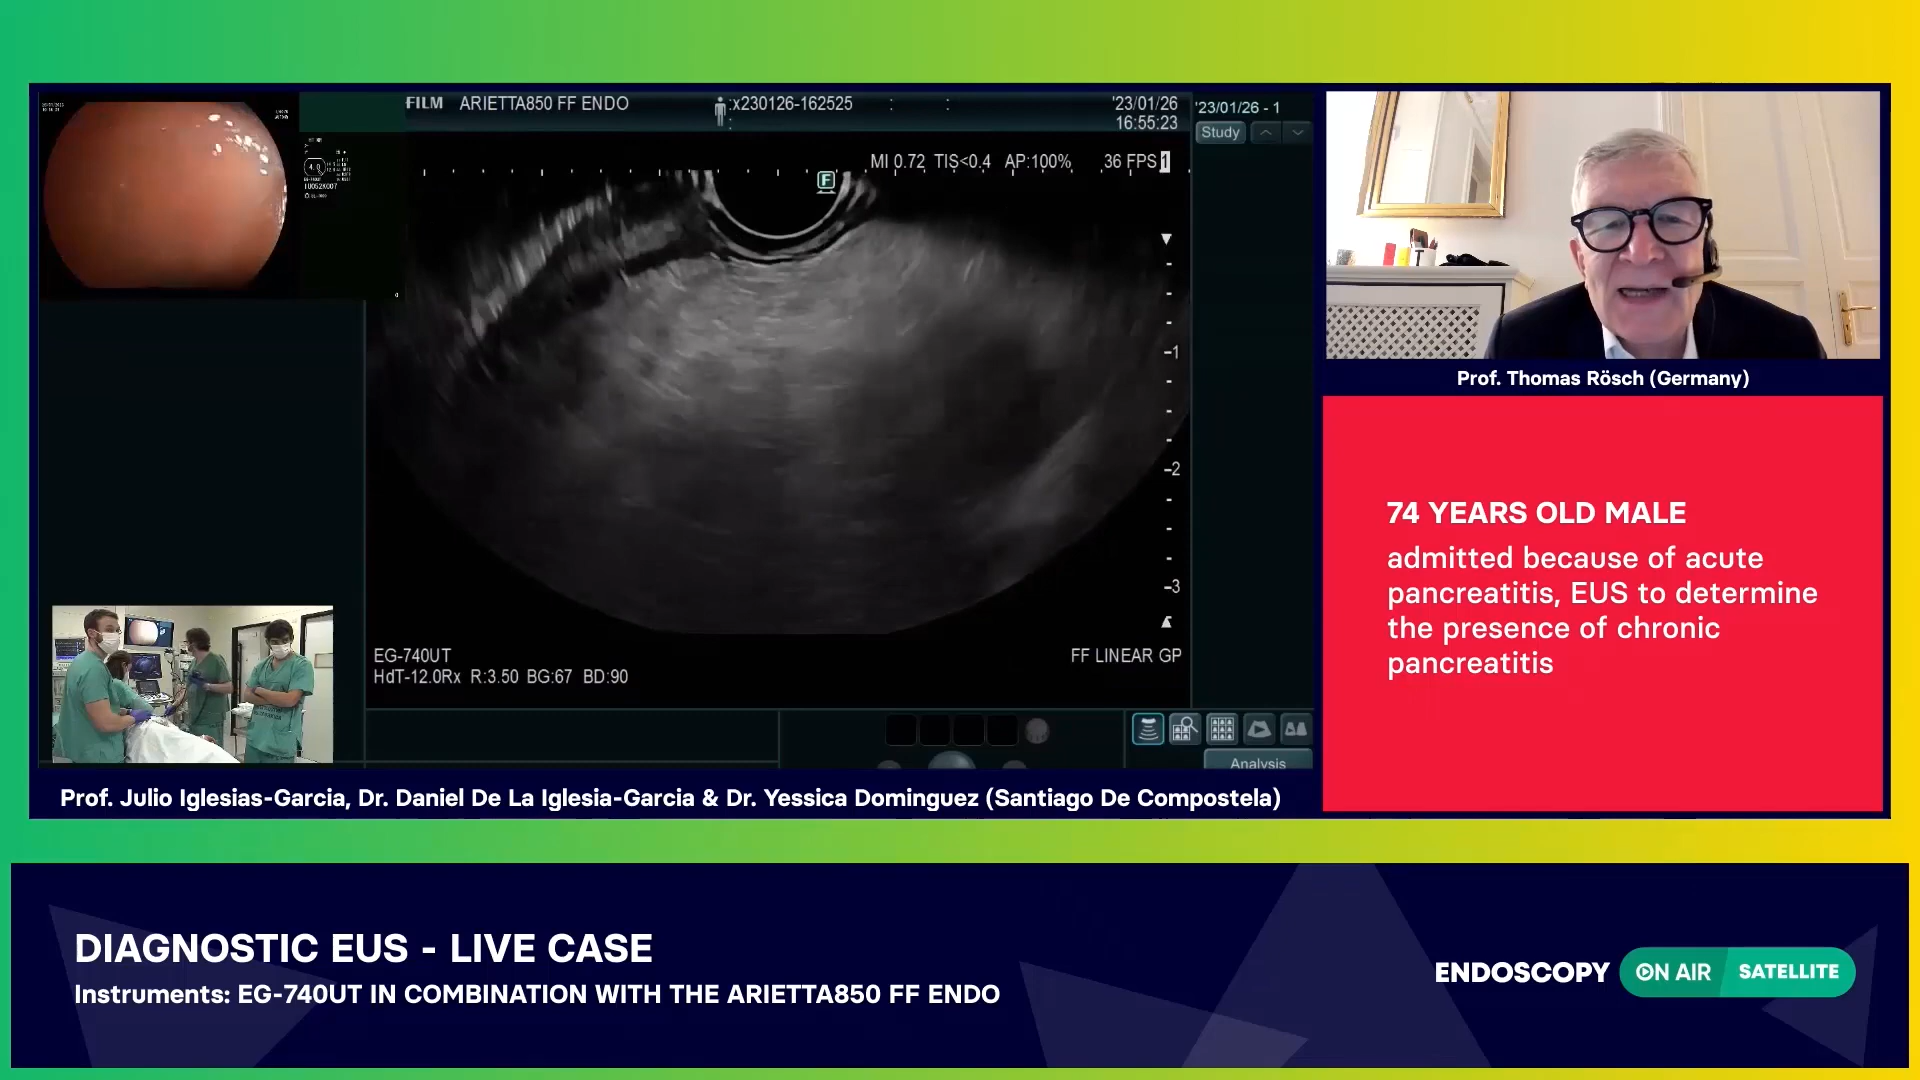 FILM ARIETTA850 FF ENDO
:x230126-162525 : :
:
'23/01/26
16:55:23
'23/01/26 - 1
Study
MI 0.72 TIS<0.4 AP:100% 36 FPS 1
F
4.0
1U052K007
-1
-2
-3
EG-740UT
HdT-12.0Rx R:3.50 BG:67 BD:90
FF LINEAR GP
Analysis
Prof. Julio Iglesias-Garcia, Dr. Daniel De La Iglesia-Garcia & Dr. Yessica Dominguez (Santiago De Compostela)
Prof. Thomas Rösch (Germany)
74 YEARS OLD MALE
admitted because of acute
pancreatitis, EUS to determine
the presence of chronic
pancreatitis
DIAGNOSTIC EUS - LIVE CASE
Instruments: EG-740UT IN COMBINATION WITH THE ARIETTA850 FF ENDO
ENDOSCOPY ON AIR SATELLITE